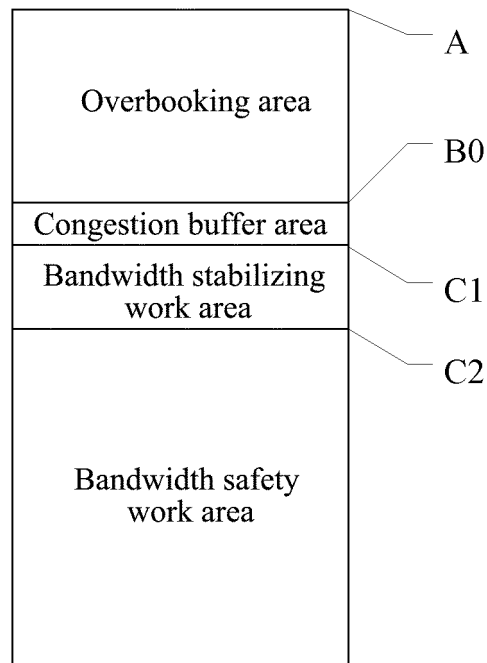 A
Overbooking area
B0
Congestion buffer area
Bandwidth stabilizing
work area
C1
C2
Bandwidth safety
work area